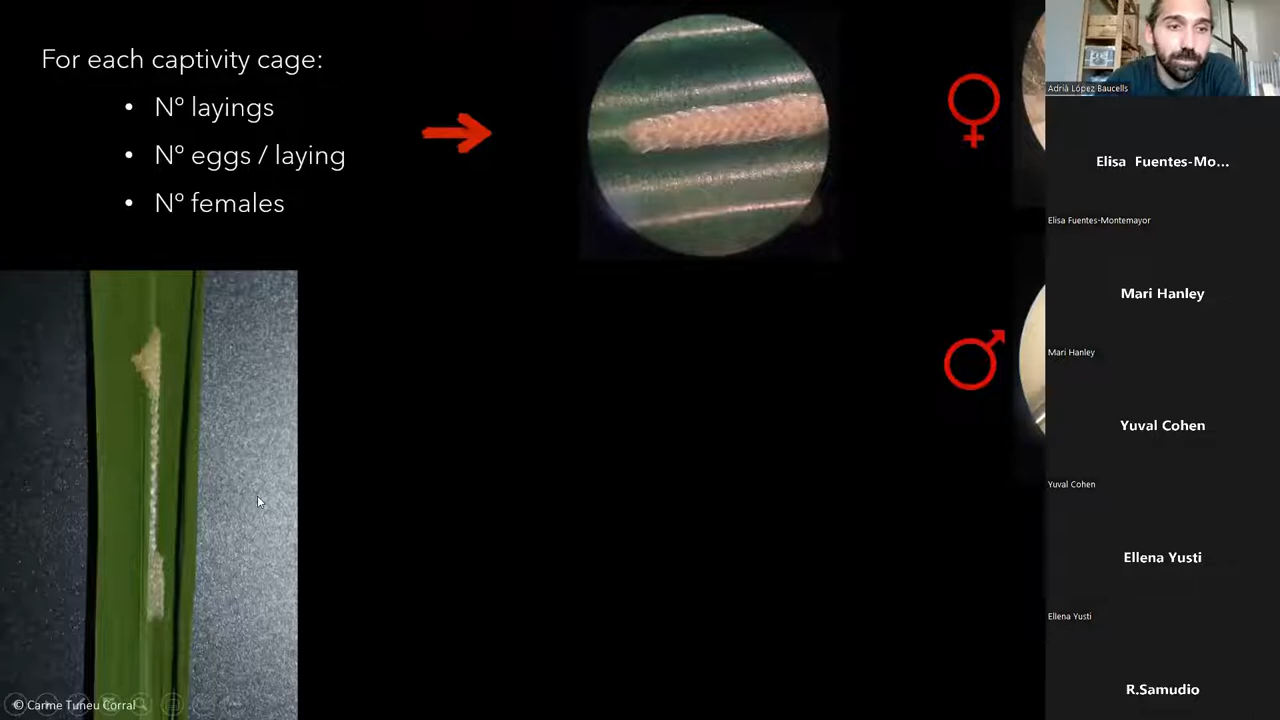 For each captivity cage:
• Nº layings
• Nº eggs / laying
• Nº females
© Carme Tuneu Corral
Adrià López Baucells
Elisa Fuentes-Mo...
Elisa Fuentes-Montemayor
Mari Hanley
Mari Hanley
Yuval Cohen
Yuval Cohen
Ellena Yusti
Ellena Yusti
R.Samudio